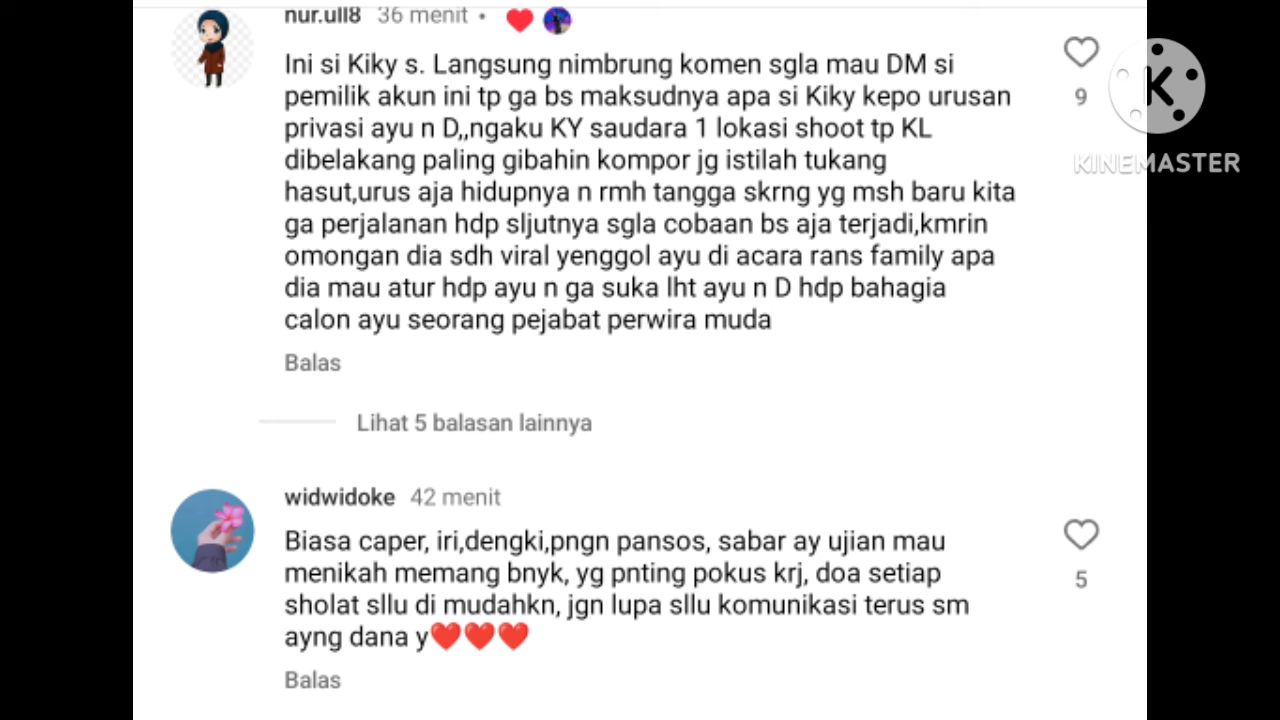 nur.ull8 36 menit •
Ini si Kiky s. Langsung nimbrung komen sgla mau DM si
pemilik akun ini tp ga bs maksudnya apa si Kiky kepo urusan
privasi ayu n D,,ngaku KY saudara 1 lokasi shoot tp KL
dibelakang paling gibahin kompor jg istilah tukang
hasut,urus aja hidupnya n rmh tangga skrng yg msh baru kita
ga perjalanan hdp sljutnya sgla cobaan bs aja terjadi,kmrin
omongan dia sdh viral yenggol ayu di acara rans family apa
dia mau atur hdp ayu n ga suka lht ayu n D hdp bahagia
calon ayu seorang pejabat perwira muda
9
Balas
Lihat 5 balasan lainnya
widwidoke 42 menit
Biasa caper, iri,dengki,pngn pansos, sabar ay ujian mau
menikah memang bnyk, yg pnting pokus krj, doa setiap
sholat sllu di mudahkn, jgn lupa sllu komunikasi terus sm
ayng dana y❤️❤️❤️
5
Balas
K
KINEMASTER